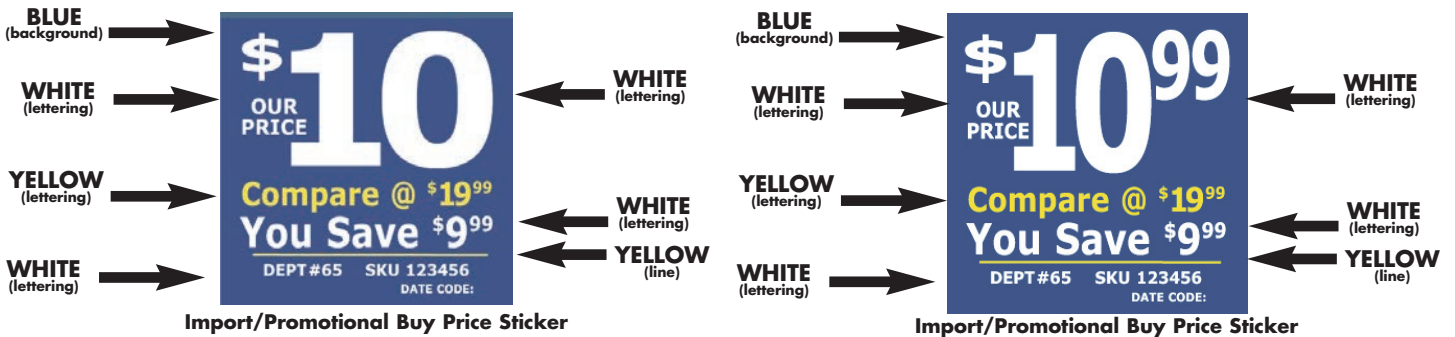 BLUE
(background)
WHITE
(lettering)
YELLOW
(lettering)
WHITE
(lettering)
$10
OUR
PRICE
Compare @ $19 99
You Save $9 99
DEPT#65 SKU 123456
DATE CODE:
WHITE
(lettering)
WHITE
(lettering)
YELLOW
(line)
Import/Promotional Buy Price Sticker
BLUE
(background)
WHITE
(lettering)
YELLOW
(lettering)
WHITE
(lettering)
$10 99
OUR
PRICE
Compare @ $19 99
You Save $9 99
DEPT#65 SKU 123456
DATE CODE:
WHITE
(lettering)
WHITE
(lettering)
YELLOW
(line)
Import/Promotional Buy Price Sticker